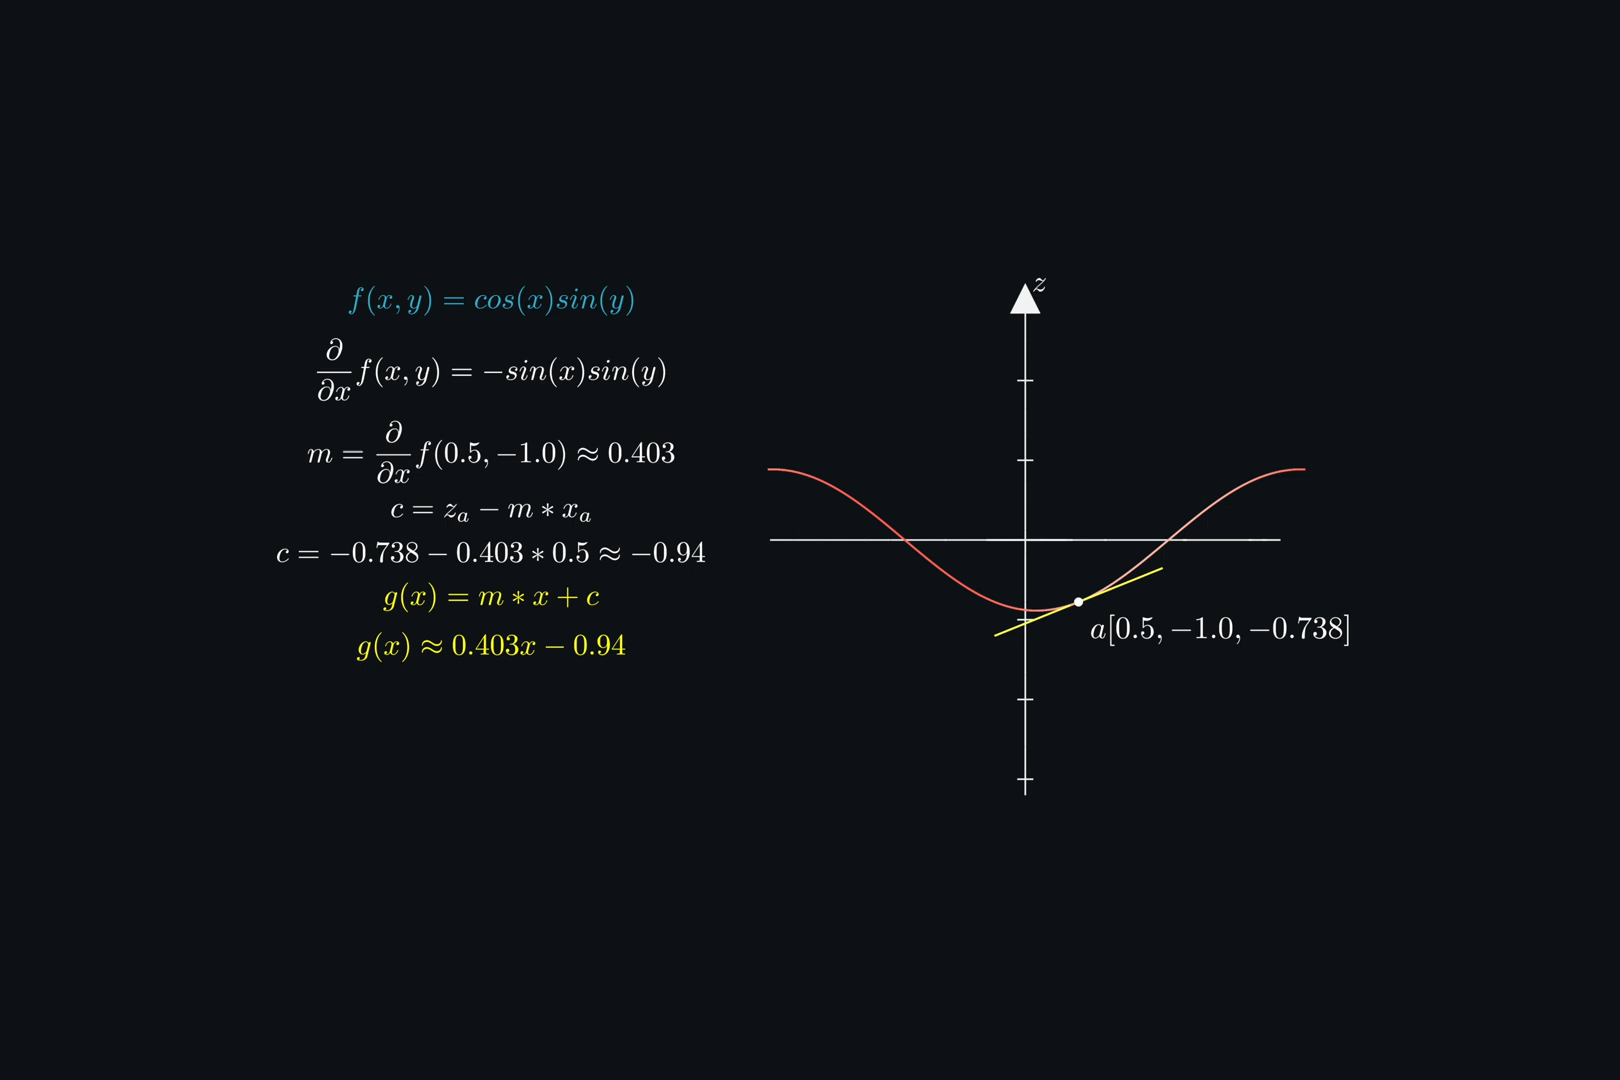 f(x, y) = cos(x)sin(y)
∂/∂x f(x, y) = −sin(x)sin(y)
m = ∂/∂x f(0.5, −1.0) ≈ 0.403
c = z_a − m ∗ x_a
c = −0.738 − 0.403 ∗ 0.5 ≈ −0.94
g(x) = m ∗ x + c
g(x) ≈ 0.403x − 0.94
z
a[0.5, −1.0, −0.738]